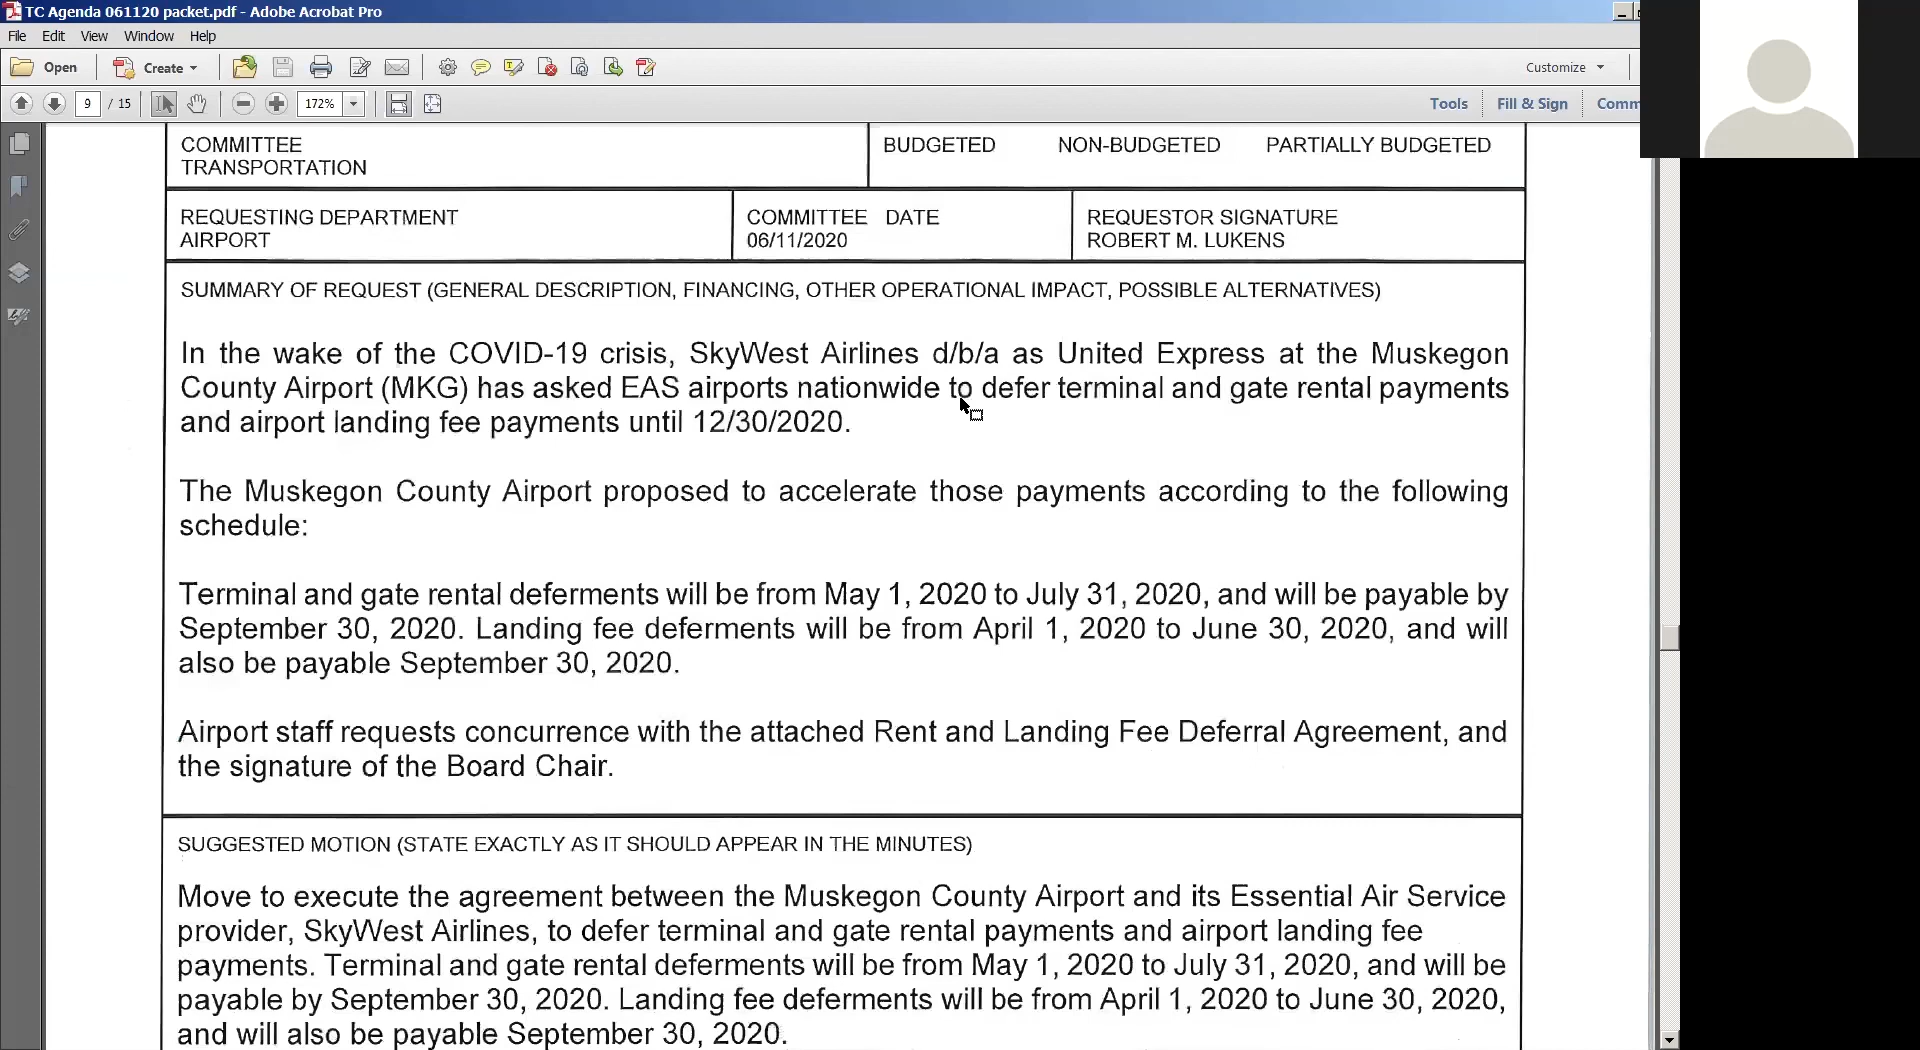 TC Agenda 061120 packet.pdf - Adobe Acrobat Pro
File Edit View Window Help
Open Create Customize
9 / 15 172% Tools Fill & Sign Comm
COMMITTEE
TRANSPORTATION
BUDGETED NON-BUDGETED PARTIALLY BUDGETED
REQUESTING DEPARTMENT
AIRPORT
COMMITTEE DATE
06/11/2020
REQUESTOR SIGNATURE
ROBERT M. LUKENS
SUMMARY OF REQUEST (GENERAL DESCRIPTION, FINANCING, OTHER OPERATIONAL IMPACT, POSSIBLE ALTERNATIVES)
In the wake of the COVID-19 crisis, SkyWest Airlines d/b/a as United Express at the Muskegon
County Airport (MKG) has asked EAS airports nationwide to defer terminal and gate rental payments
and airport landing fee payments until 12/30/2020.
The Muskegon County Airport proposed to accelerate those payments according to the following
schedule:
Terminal and gate rental deferments will be from May 1, 2020 to July 31, 2020, and will be payable by
September 30, 2020. Landing fee deferments will be from April 1, 2020 to June 30, 2020, and will
also be payable September 30, 2020.
Airport staff requests concurrence with the attached Rent and Landing Fee Deferral Agreement, and
the signature of the Board Chair.
SUGGESTED MOTION (STATE EXACTLY AS IT SHOULD APPEAR IN THE MINUTES)
Move to execute the agreement between the Muskegon County Airport and its Essential Air Service
provider, SkyWest Airlines, to defer terminal and gate rental payments and airport landing fee
payments. Terminal and gate rental deferments will be from May 1, 2020 to July 31, 2020, and will be
payable by September 30, 2020. Landing fee deferments will be from April 1, 2020 to June 30, 2020,
and will also be payable September 30, 2020.